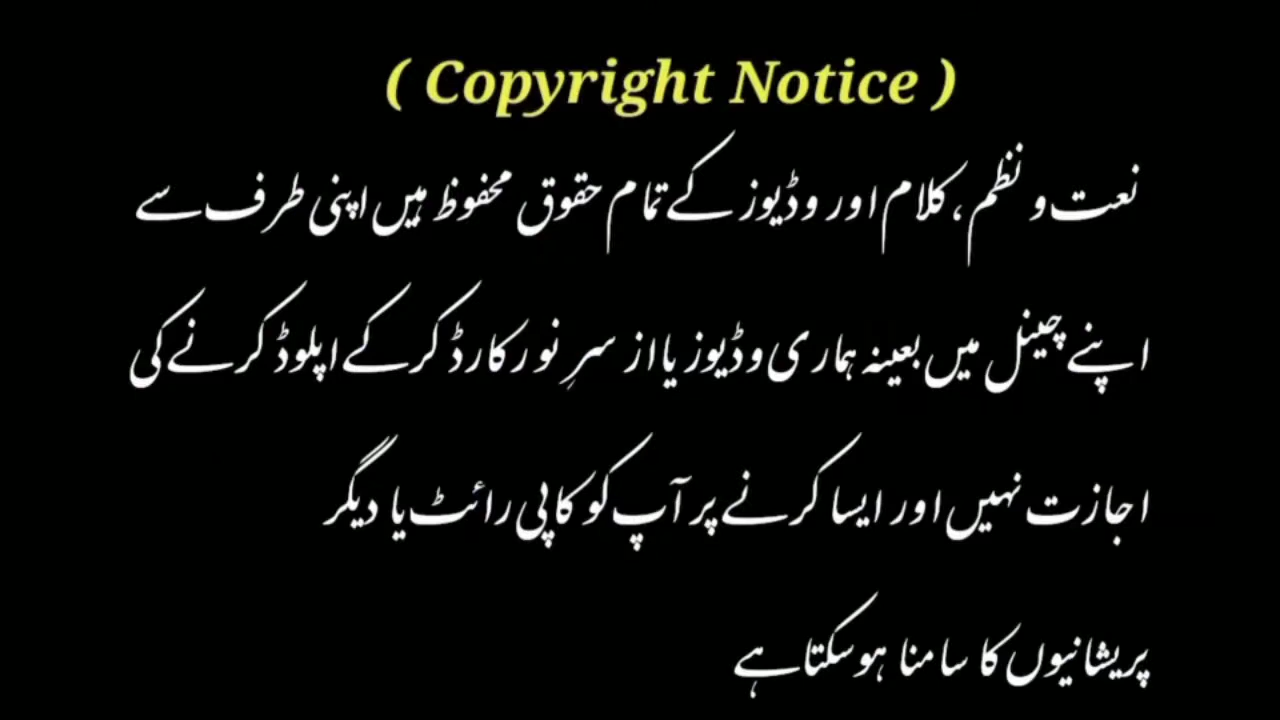 ( Copyright Notice )
نعت و نظم ، کلام اور وڈیوز کے تمام حقوق محفوظ ہیں اپنی طرف سے
اپنے چینل میں بعینہ ہماری وڈیوز یا از سرِ نو رکارڈ کر کے اپلوڈ کرنے کی
اجازت نہیں اور ایسا کرنے پر آپ کو کاپی رائٹ یا دیگر
پریشانیوں کا سامنا ہوسکتا ہے